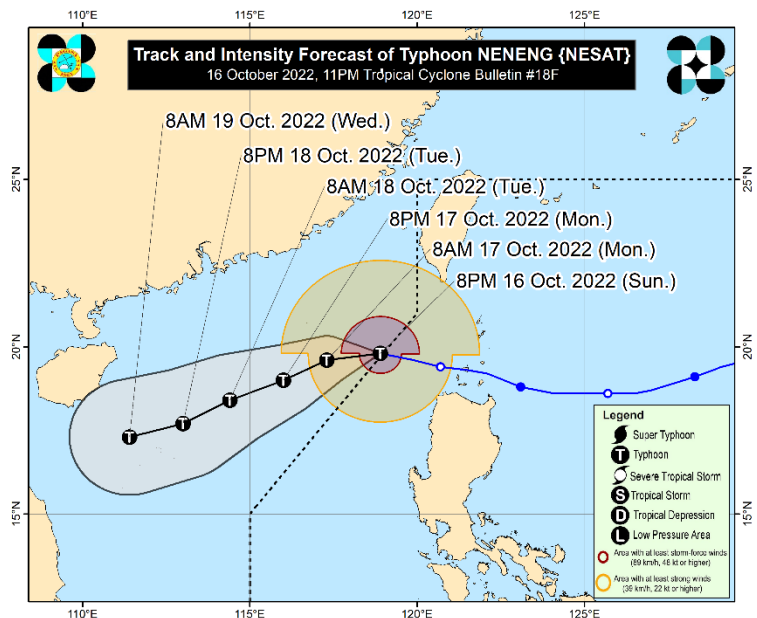 110°E
115°E
120°E
125°E
Track and Intensity Forecast of Typhoon NENENG {NESAT}
16 October 2022, 11PM Tropical Cyclone Bulletin #18F
8AM 19 Oct. 2022 (Wed.)
8PM 18 Oct. 2022 (Tue.)
8AM 18 Oct. 2022 (Tue.)
8PM 17 Oct. 2022 (Mon.)
8AM 17 Oct. 2022 (Mon.)
8PM 16 Oct. 2022 (Sun.)
25°N
25°N
20°N
20°N
15°N
15°N
T
T
T
T
T
T
Legend
Super Typhoon
T Typhoon
Severe Tropical Storm
S Tropical Storm
D Tropical Depression
L Low Pressure Area
Area with at least storm-force winds
(89 km/h, 48 kt or higher)
Area with at least strong winds
(39 km/h, 22 kt or higher)
110°E
115°E
120°E
125°E